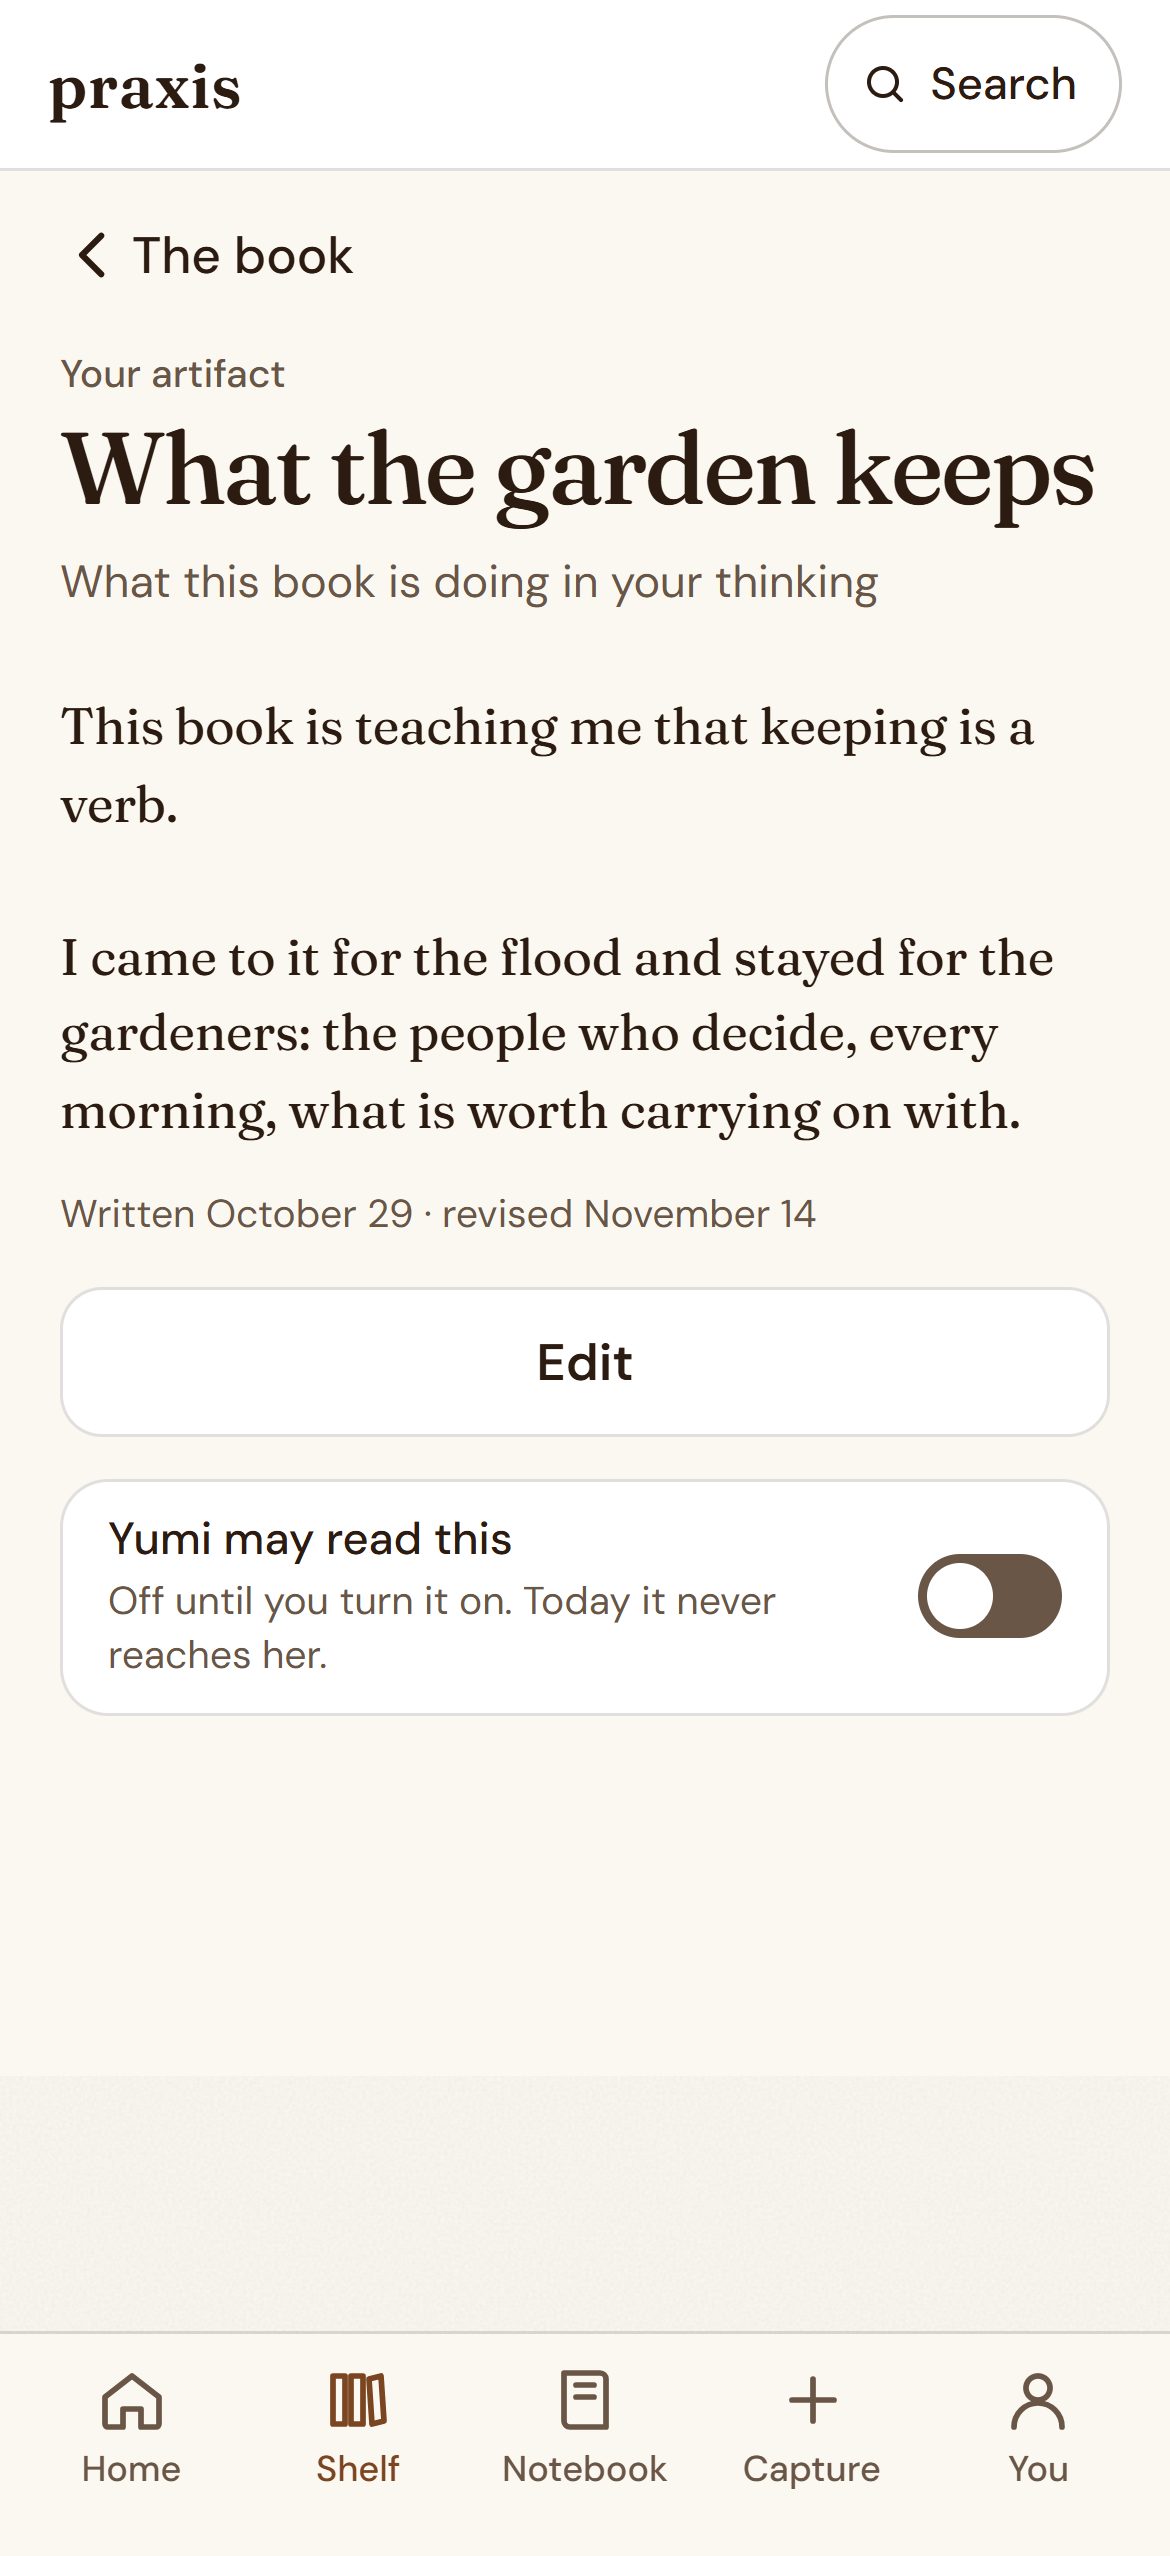 praxis
Search
The book
Your artifact
What the garden keeps
What this book is doing in your thinking
This book is teaching me that keeping is a
verb.
I came to it for the flood and stayed for the
gardeners: the people who decide, every
morning, what is worth carrying on with.
Written October 29 · revised November 14
Edit
Yumi may read this
Off until you turn it on. Today it never
reaches her.
Home
Shelf
Notebook
Capture
You